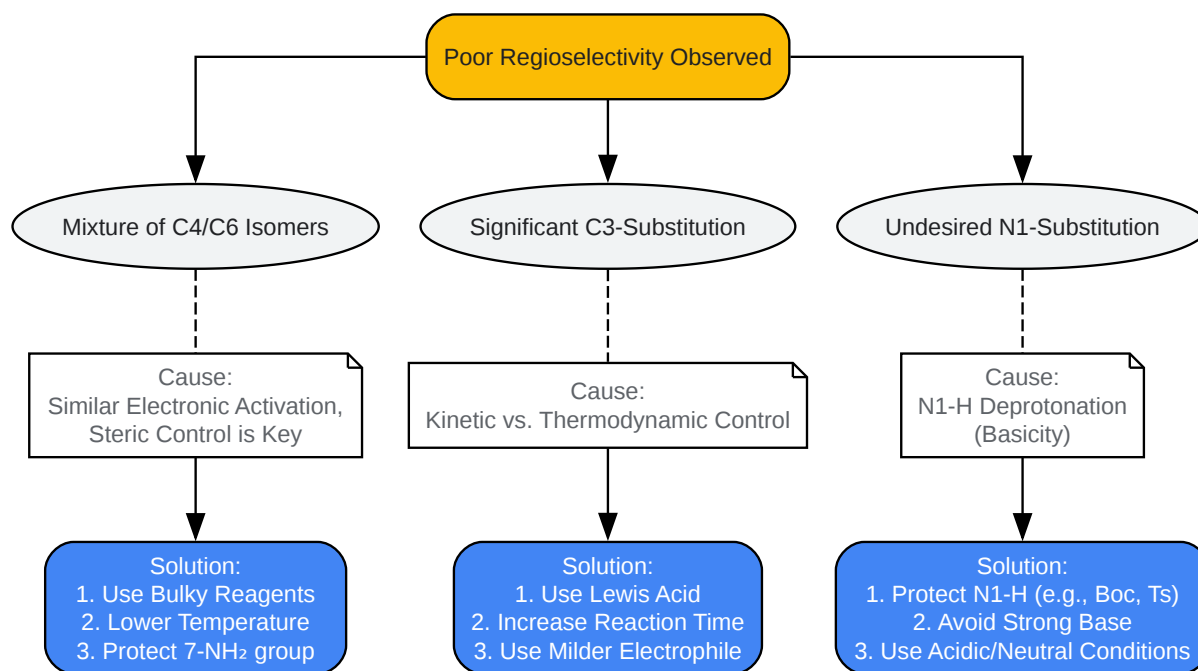 Poor Regioselectivity Observed
Mixture of C4/C6 Isomers
Significant C3-Substitution
Undesired N1-Substitution
Cause:
Similar Electronic Activation,
Steric Control is Key
Cause:
Kinetic vs. Thermodynamic Control
Cause:
N1-H Deprotonation
(Basicity)
Solution:
1. Use Bulky Reagents
2. Lower Temperature
3. Protect 7-NH₂ group
Solution:
1. Use Lewis Acid
2. Increase Reaction Time
3. Use Milder Electrophile
Solution:
1. Protect N1-H (e.g., Boc, Ts)
2. Avoid Strong Base
3. Use Acidic/Neutral Conditions